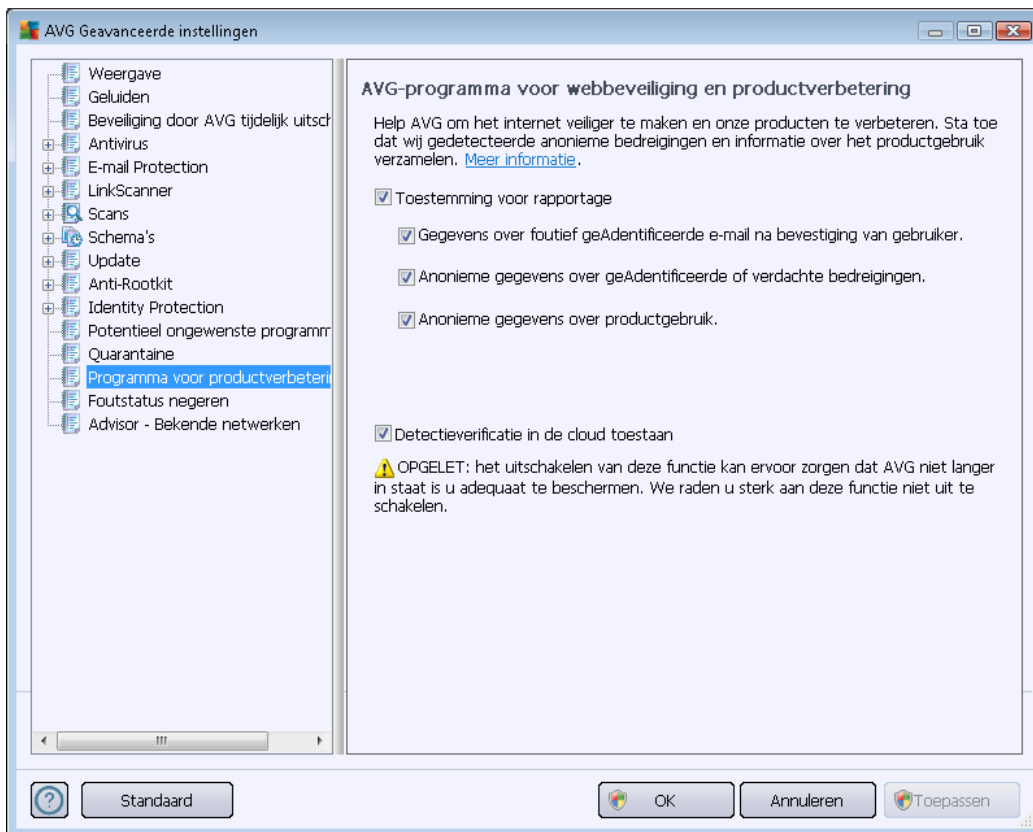 AVG Geavanceerde instellingen
Weergave
Geluiden
Beveiliging door AVG tijdelijk uitsch
Antivirus
E-mail Protection
LinkScanner
Scans
Schema's
Update
Anti-Rootkit
Identity Protection
Potentieel ongewenste programm
Quarantaine
Programma voor productverbeteri
Foutstatus negeren
Advisor - Bekende netwerken
AVG-programma voor webbeveiliging en productverbetering
Help AVG om het internet veiliger te maken en onze producten te verbeteren. Sta toe
dat wij gedetecteerde anonieme bedreigingen en informatie over het productgebruik
verzamelen. Meer informatie.
Toestemming voor rapportage
Gegevens over foutief geAdentificeerde e-mail na bevestiging van gebruiker.
Anonieme gegevens over geAdentificeerde of verdachte bedreigingen.
Anonieme gegevens over productgebruik.
Detectieverificatie in de cloud toestaan
OPGELET: het uitschakelen van deze functie kan ervoor zorgen dat AVG niet langer
in staat is u adequaat te beschermen. We raden u sterk aan deze functie niet uit te
schakelen.
Standaard
OK
Annuleren
Toepassen